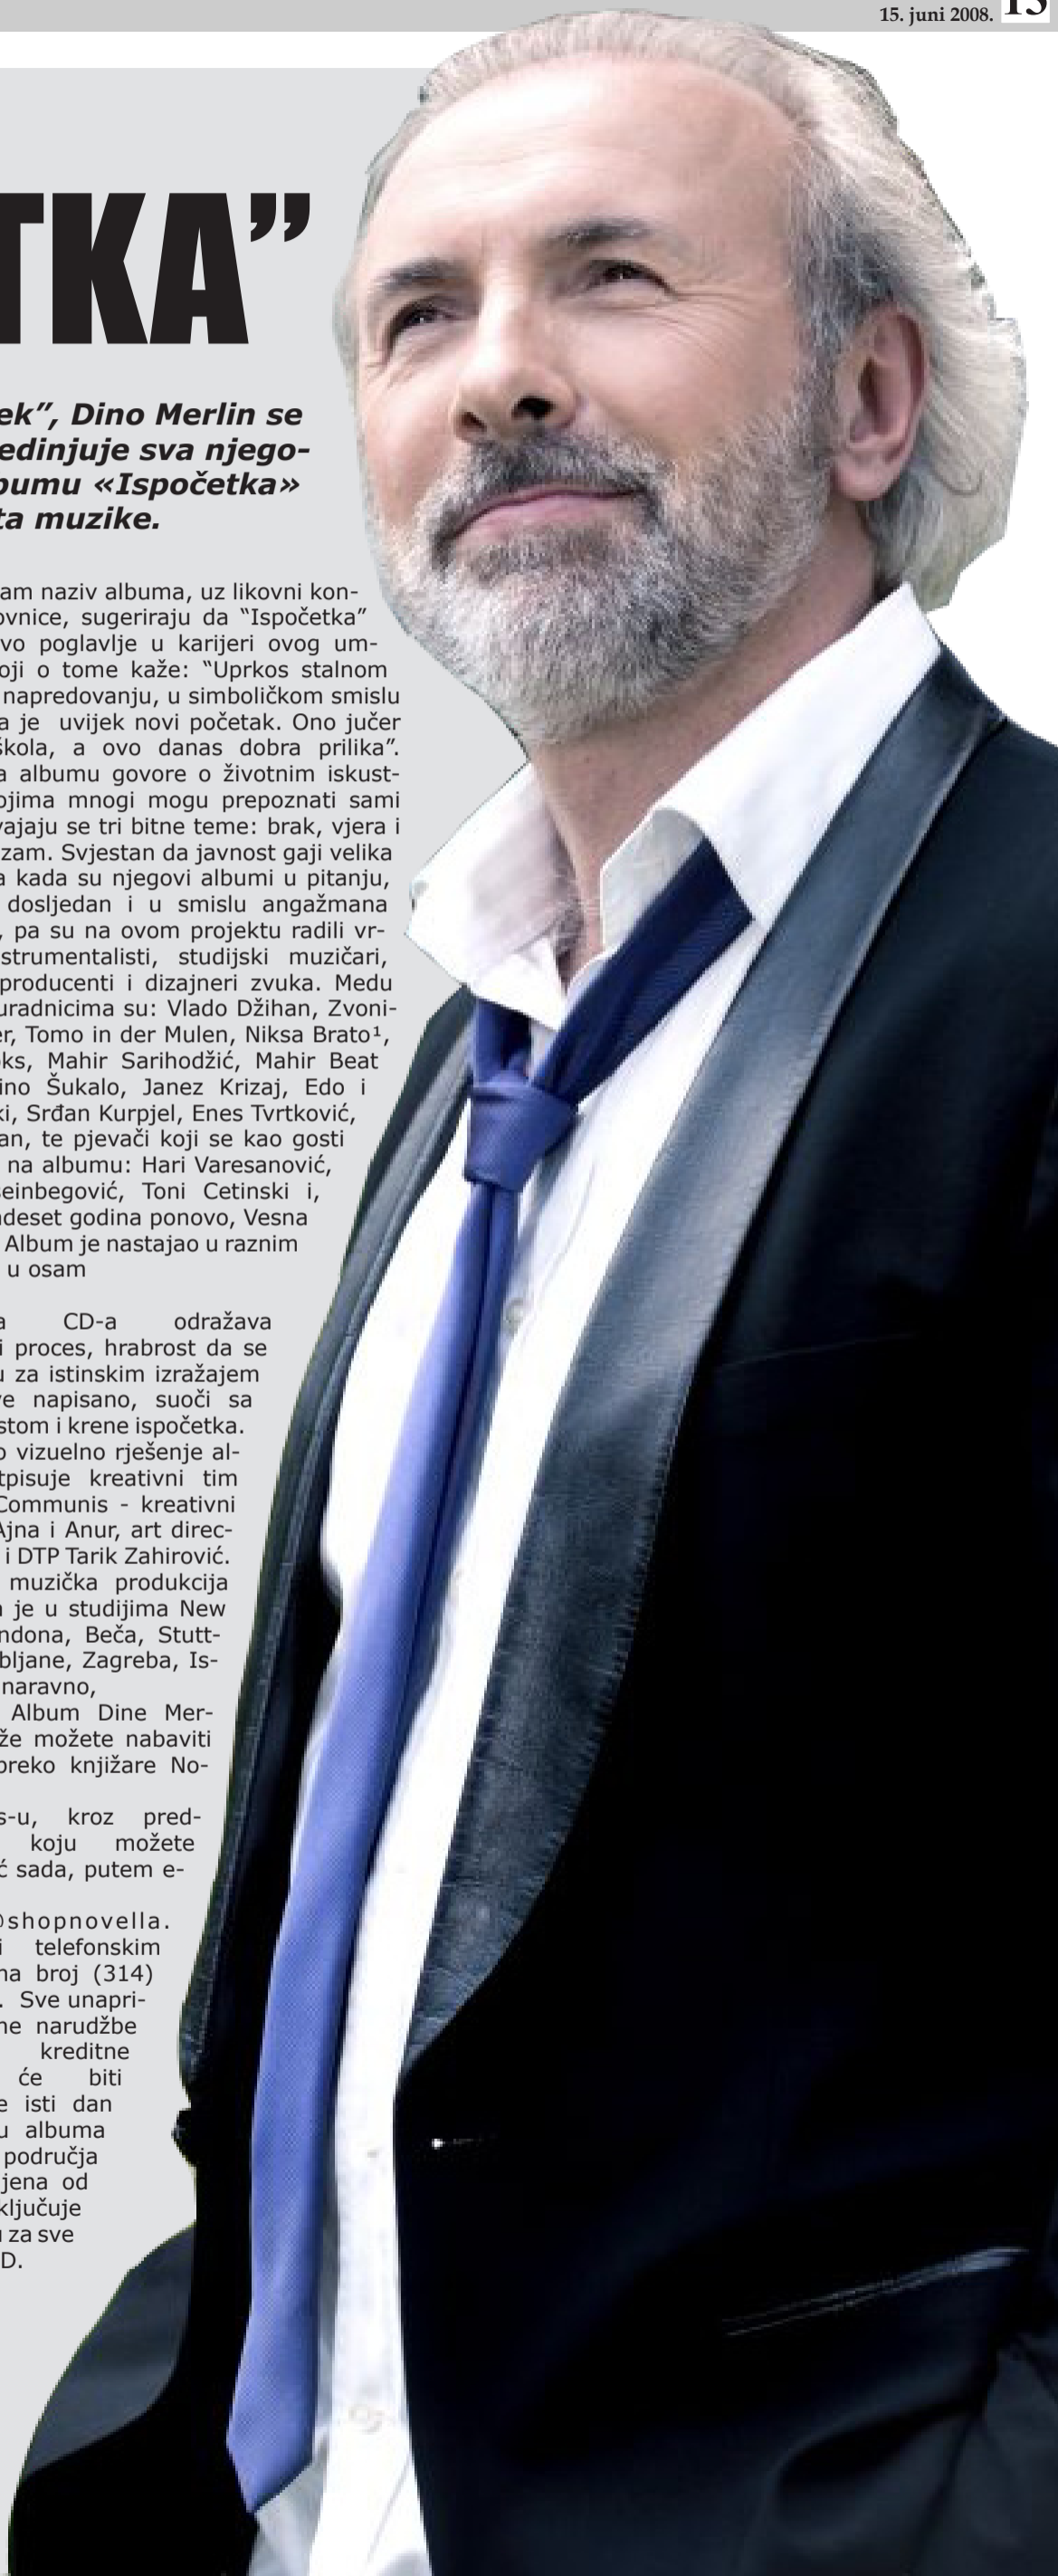 15. juni 2008.
TKA”
ek”, Dino Merlin se
edinjuje sva njego-
bumu «Ispočetka»
ta muzike.
am naziv albuma, uz likovni kon-
ovnice, sugeriraju da “Ispočetka”
vo poglavlje u karijeri ovog um-
oji o tome kaže: “Uprkos stalnom
napredovanju, u simboličkom smislu
a je uvijek novi početak. Ono jučer
škola, a ovo danas dobra prilika”.
a albumu govore o životnim iskust-
ojima mnogi mogu prepoznati sami
vajaju se tri bitne teme: brak, vjera i
zam. Svjestan da javnost gaji velika
a kada su njegovi albumi u pitanju,
dosljedan i u smislu angažmana
, pa su na ovom projektu radili vr-
strumentalisti, studijski muzičari,
producenti i dizajneri zvuka. Medu
uradnicima su: Vlado Džihan, Zvoni-
er, Tomo in der Mulen, Niksa Brato¹,
oks, Mahir Sarihodžić, Mahir Beat
ino Šukalo, Janez Krizaj, Edo i
ki, Srđan Kurpjel, Enes Tvrtković,
an, te pjevači koji se kao gosti
na albumu: Hari Varesanović,
seinbegović, Toni Cetinski i,
adeset godina ponovo, Vesna
Album je nastajao u raznim
u osam
a CD-a odražava
i proces, hrabrost da se
u za istinskim izražajem
ve napisano, suoči sa
stom i krene ispočetka.
o vizuelno rješenje al-
tpisuje kreativni tim
Communis - kreativni
Ajna i Anur, art direc-
i DTP Tarik Zahirović.
muzička produkcija
a je u studijima New
ndona, Beča, Stutt-
bljane, Zagreba, Is-
naravno,
Album Dine Mer-
že možete nabaviti
preko knjižare No-
s-u, kroz pred-
koju možete
ć sada, putem e-
@shopnovella.
i telefonskim
na broj (314)
. Sve unapri-
ne narudžbe
kreditne
će biti
e isti dan
u albuma
područja
jena od
ključuje
u za sve
D.